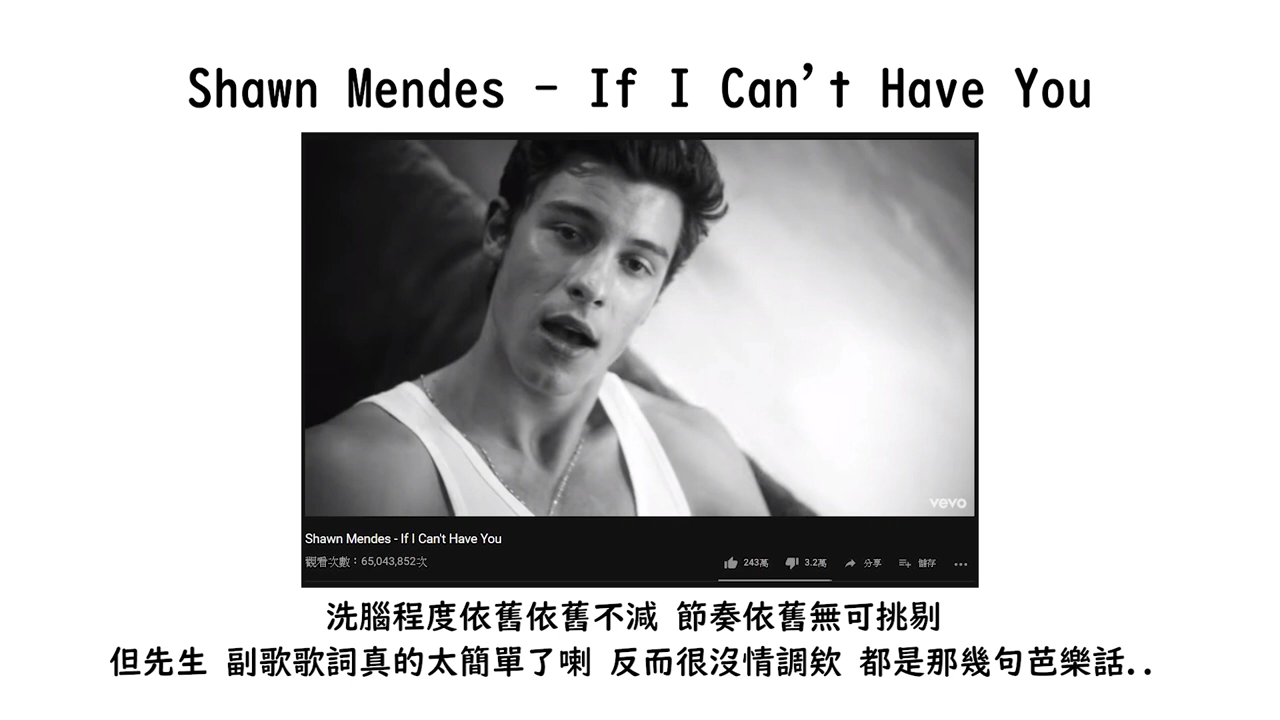 Shawn Mendes - If I Can't Have You
vevo
Shawn Mendes - If I Can't Have You
觀看次數：65,043,852次
243萬 3.2萬 分享 儲存
洗腦程度依舊依舊不減 節奏依舊無可挑剔
但先生 副歌歌詞真的太簡單了喇 反而很沒情調欸 都是那幾句芭樂話..